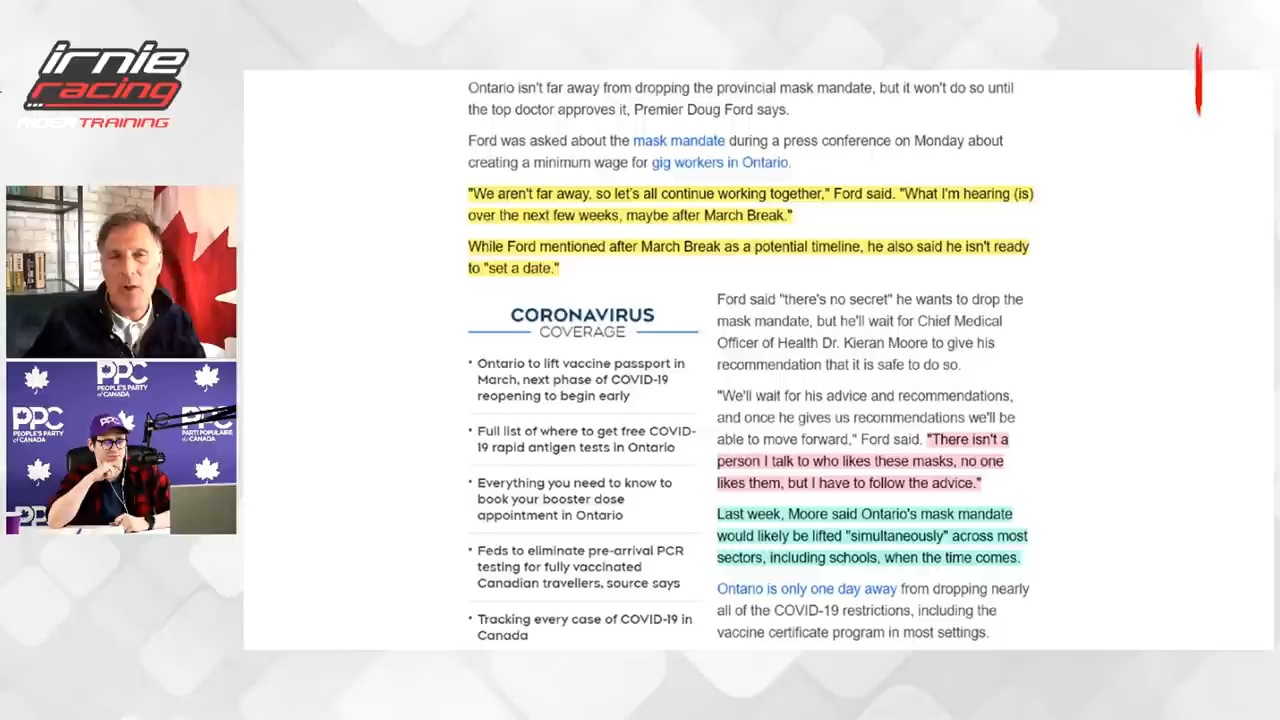 irnie
racing
RIDERTRAINING
Ontario isn't far away from dropping the provincial mask mandate, but it won't do so until
the top doctor approves it, Premier Doug Ford says.
Ford was asked about the mask mandate during a press conference on Monday about
creating a minimum wage for gig workers in Ontario.
"We aren't far away, so let's all continue working together," Ford said. "What I'm hearing (is)
over the next few weeks, maybe after March Break."
While Ford mentioned after March Break as a potential timeline, he also said he isn't ready
to "set a date."
CORONAVIRUS
COVERAGE
• Ontario to lift vaccine passport in
March, next phase of COVID-19
reopening to begin early
• Full list of where to get free COVID-
19 rapid antigen tests in Ontario
• Everything you need to know to
book your booster dose
appointment in Ontario
• Feds to eliminate pre-arrival PCR
testing for fully vaccinated
Canadian travellers, source says
• Tracking every case of COVID-19 in
Canada
Ford said "there's no secret" he wants to drop the
mask mandate, but he'll wait for Chief Medical
Officer of Health Dr. Kieran Moore to give his
recommendation that it is safe to do so.
"We'll wait for his advice and recommendations,
and once he gives us recommendations we'll be
able to move forward," Ford said. "There isn't a
person I talk to who likes these masks, no one
likes them, but I have to follow the advice."
Last week, Moore said Ontario's mask mandate
would likely be lifted "simultaneously" across most
sectors, including schools, when the time comes.
Ontario is only one day away from dropping nearly
all of the COVID-19 restrictions, including the
vaccine certificate program in most settings.
PPC
PEOPLE'S PARTY
of CANADA
PPC
PEOPLE'S PARTY
of CANADA
PPC
PPC
PARTI POPULAIRE
du CANADA